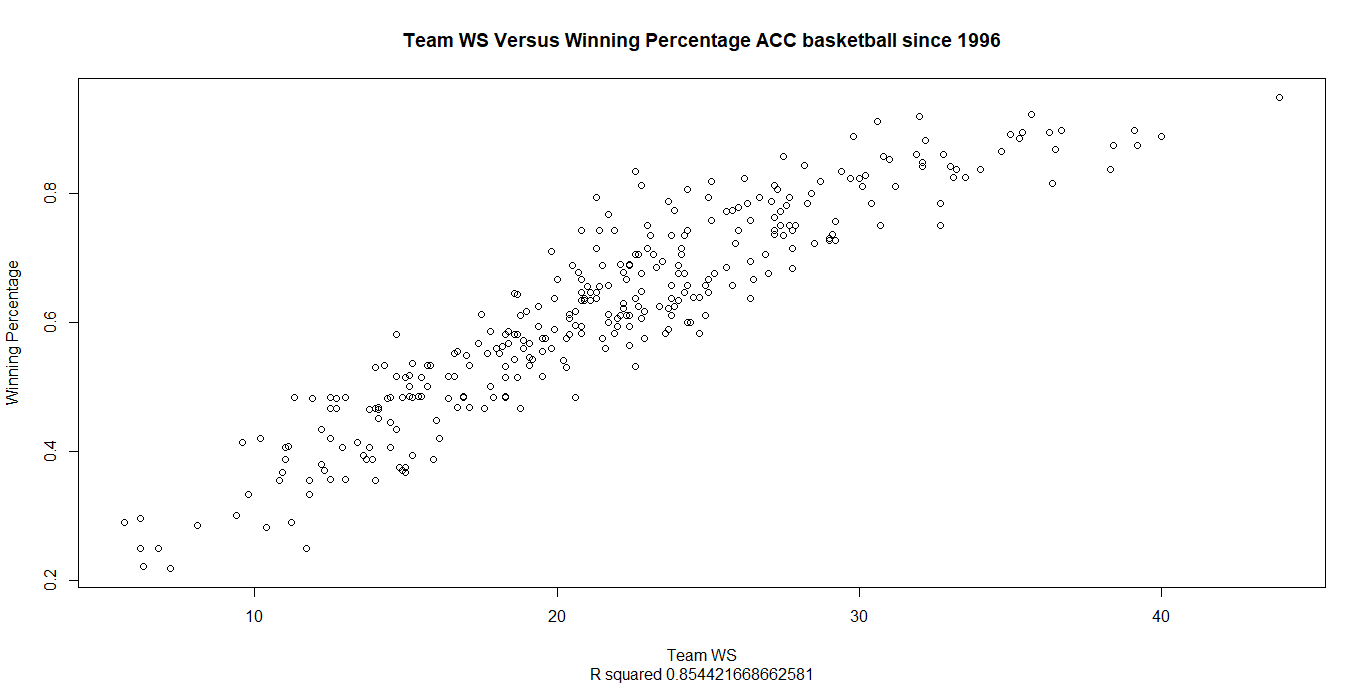 Team WS Versus Winning Percentage ACC basketball since 1996
Winning Percentage
0.8
0.6
0.4
0.2
10 20 30 40
Team WS
R squared 0.854421668662581